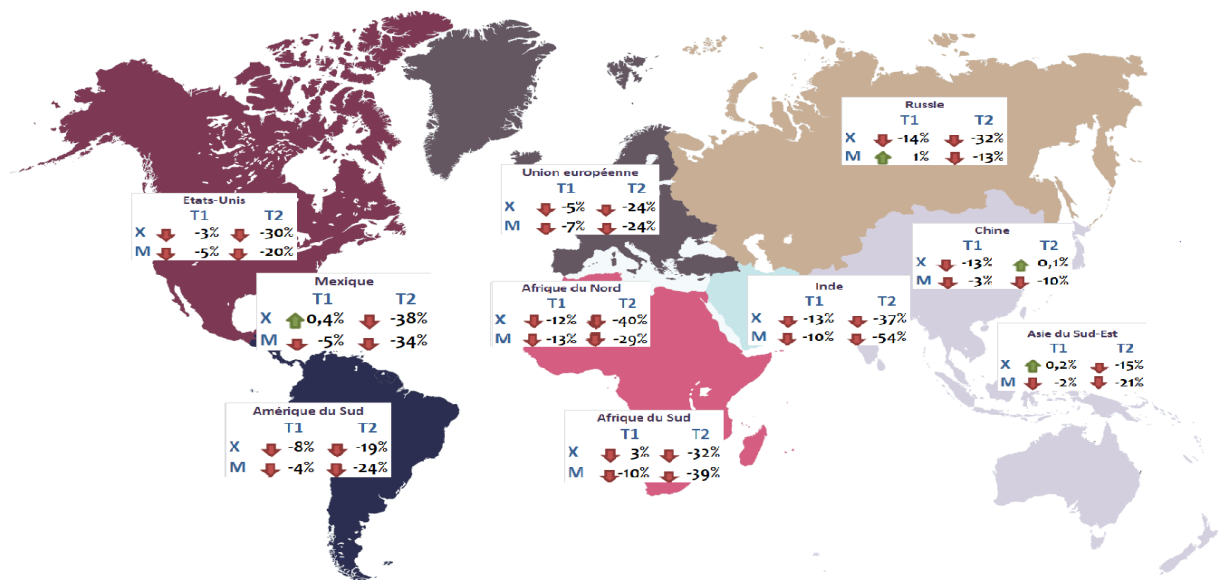 Russie
T1 T2
X -14% -32%
M 1% -13%
Union européenne
T1 T2
X -5% -24%
M -7% -24%
Etats-Unis
T1 T2
X -3% -30%
M -5% -20%
Chine
T1 T2
X -13% 0,1%
M -3% -10%
Mexique
T1 T2
X 0,4% -38%
M -5% -34%
Afrique du Nord
T1 T2
X -12% -40%
M -13% -29%
Inde
T1 T2
X -13% -37%
M -10% -54%
Asie du Sud-Est
T1 T2
X 0,2% -15%
M -2% -21%
Amérique du Sud
T1 T2
X -8% -19%
M -4% -24%
Afrique du Sud
T1 T2
X 3% -32%
M -10% -39%